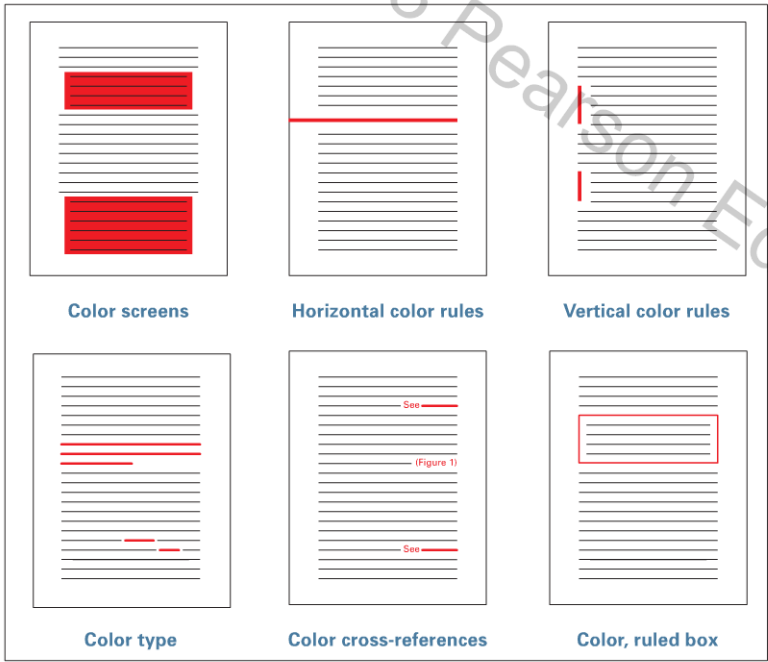 Pearson E
Color screens
Horizontal color rules
Vertical color rules
See
(Figure 1)
See
Color type
Color cross-references
Color, ruled box